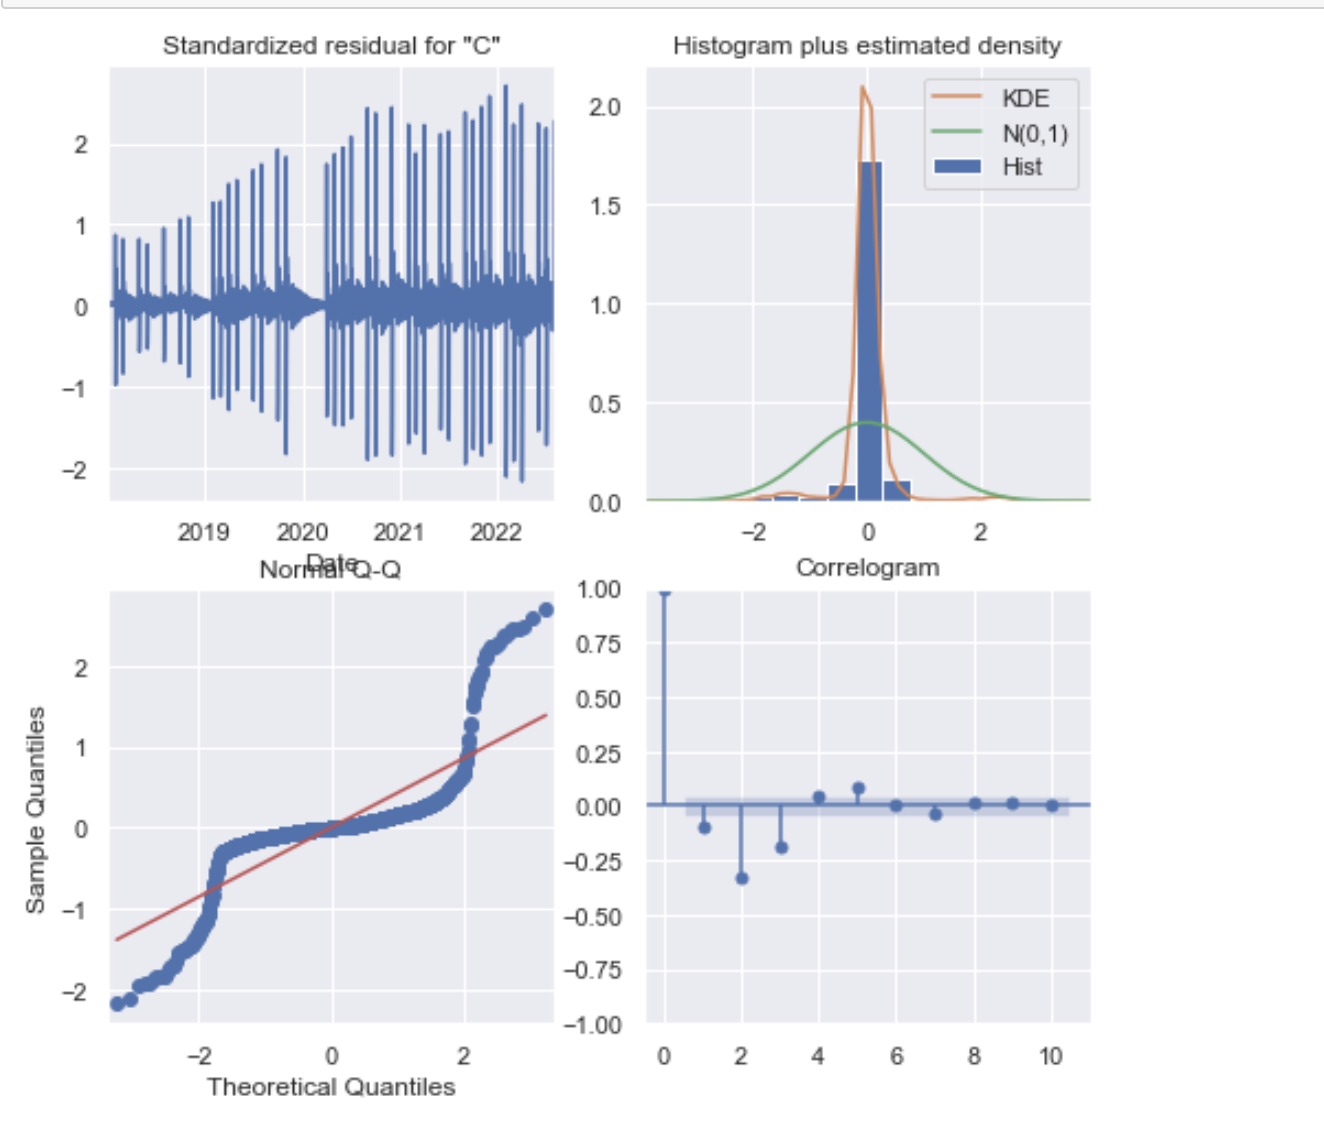 Standardized residual for "C"
2
1
0
−1
−2
2019 2020 2021 2022
Date
Histogram plus estimated density
2.0
1.5
1.0
0.5
0.0
−2 0 2
KDE
N(0,1)
Hist
Normal Q-Q
Sample Quantiles
2
1
0
−1
−2
−2 0 2
Theoretical Quantiles
Correlogram
1.00
0.75
0.50
0.25
0.00
−0.25
−0.50
−0.75
−1.00
0 2 4 6 8 10